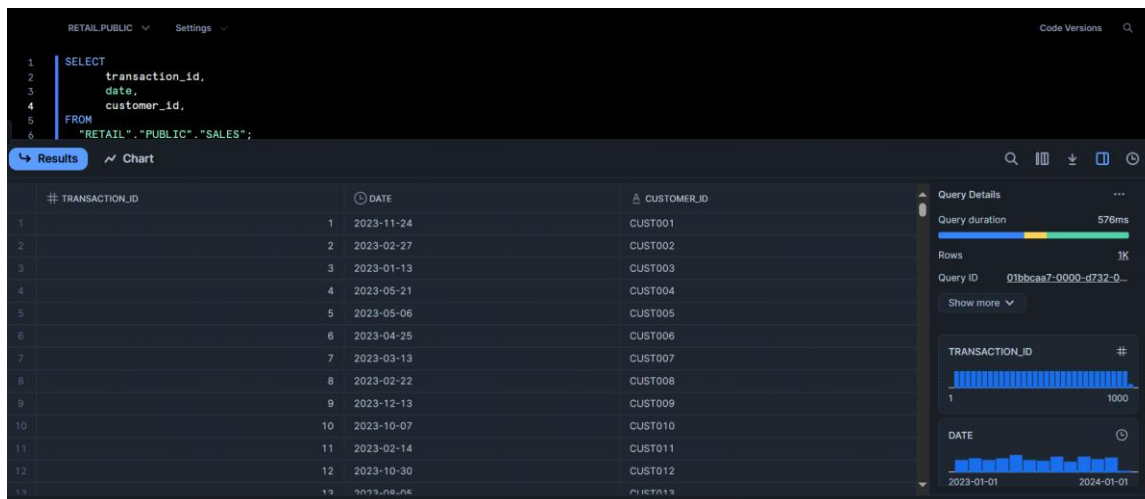 RETAIL.PUBLIC Settings Code Versions
1 SELECT
2 transaction_id,
3 date,
4 customer_id,
5 FROM
6 "RETAIL"."PUBLIC"."SALES";
Results Chart
# TRANSACTION_ID DATE A CUSTOMER_ID
1 1 2023-11-24 CUST001
2 2 2023-02-27 CUST002
3 3 2023-01-13 CUST003
4 4 2023-05-21 CUST004
5 5 2023-05-06 CUST005
6 6 2023-04-25 CUST006
7 7 2023-03-13 CUST007
8 8 2023-02-22 CUST008
9 9 2023-12-13 CUST009
10 10 2023-10-07 CUST010
11 11 2023-02-14 CUST011
12 12 2023-10-30 CUST012
13 13 2023-08-05 CUST013
Query Details ...
Query duration 576ms
Rows 1K
Query ID 01bbcaa7-0000-d732-0...
Show more
TRANSACTION_ID #
1 1000
DATE
2023-01-01 2024-01-01